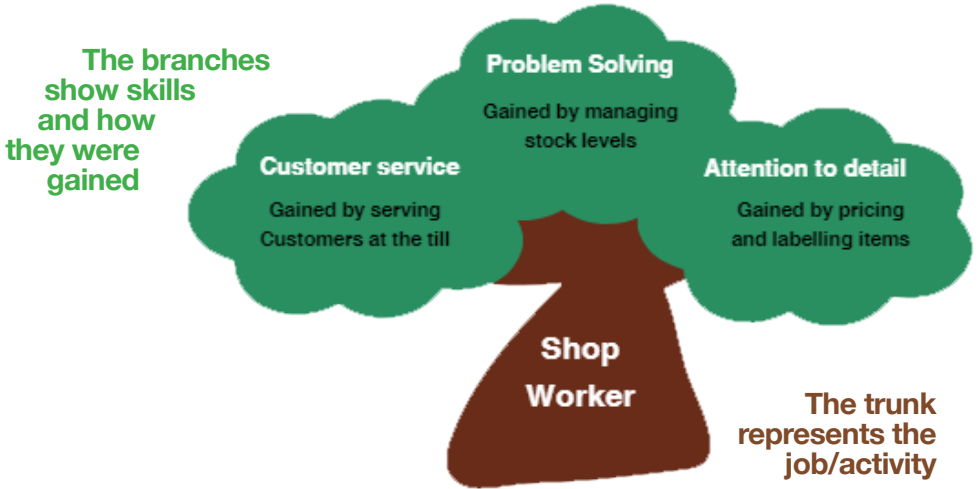 The branches
show skills
and how
they were
gained
Problem Solving
Gained by managing
stock levels
Customer service
Gained by serving
Customers at the till
Attention to detail
Gained by pricing
and labelling items
Shop
Worker
The trunk
represents the
job/activity